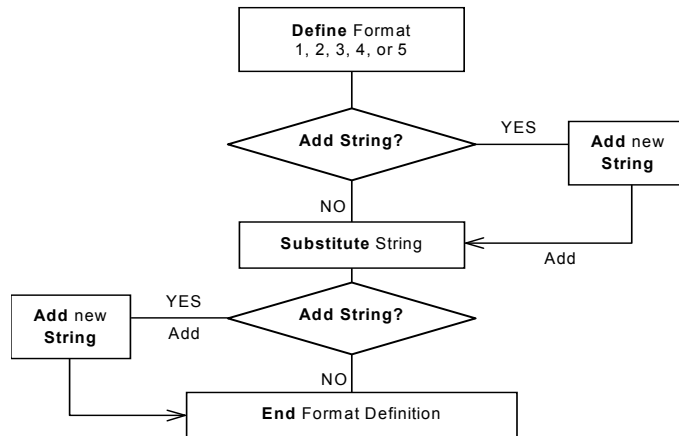 Define Format
1, 2, 3, 4, or 5
Add String?
YES
Add new
String
NO
Substitute String
Add
Add new
String
YES
Add
Add String?
NO
End Format Definition